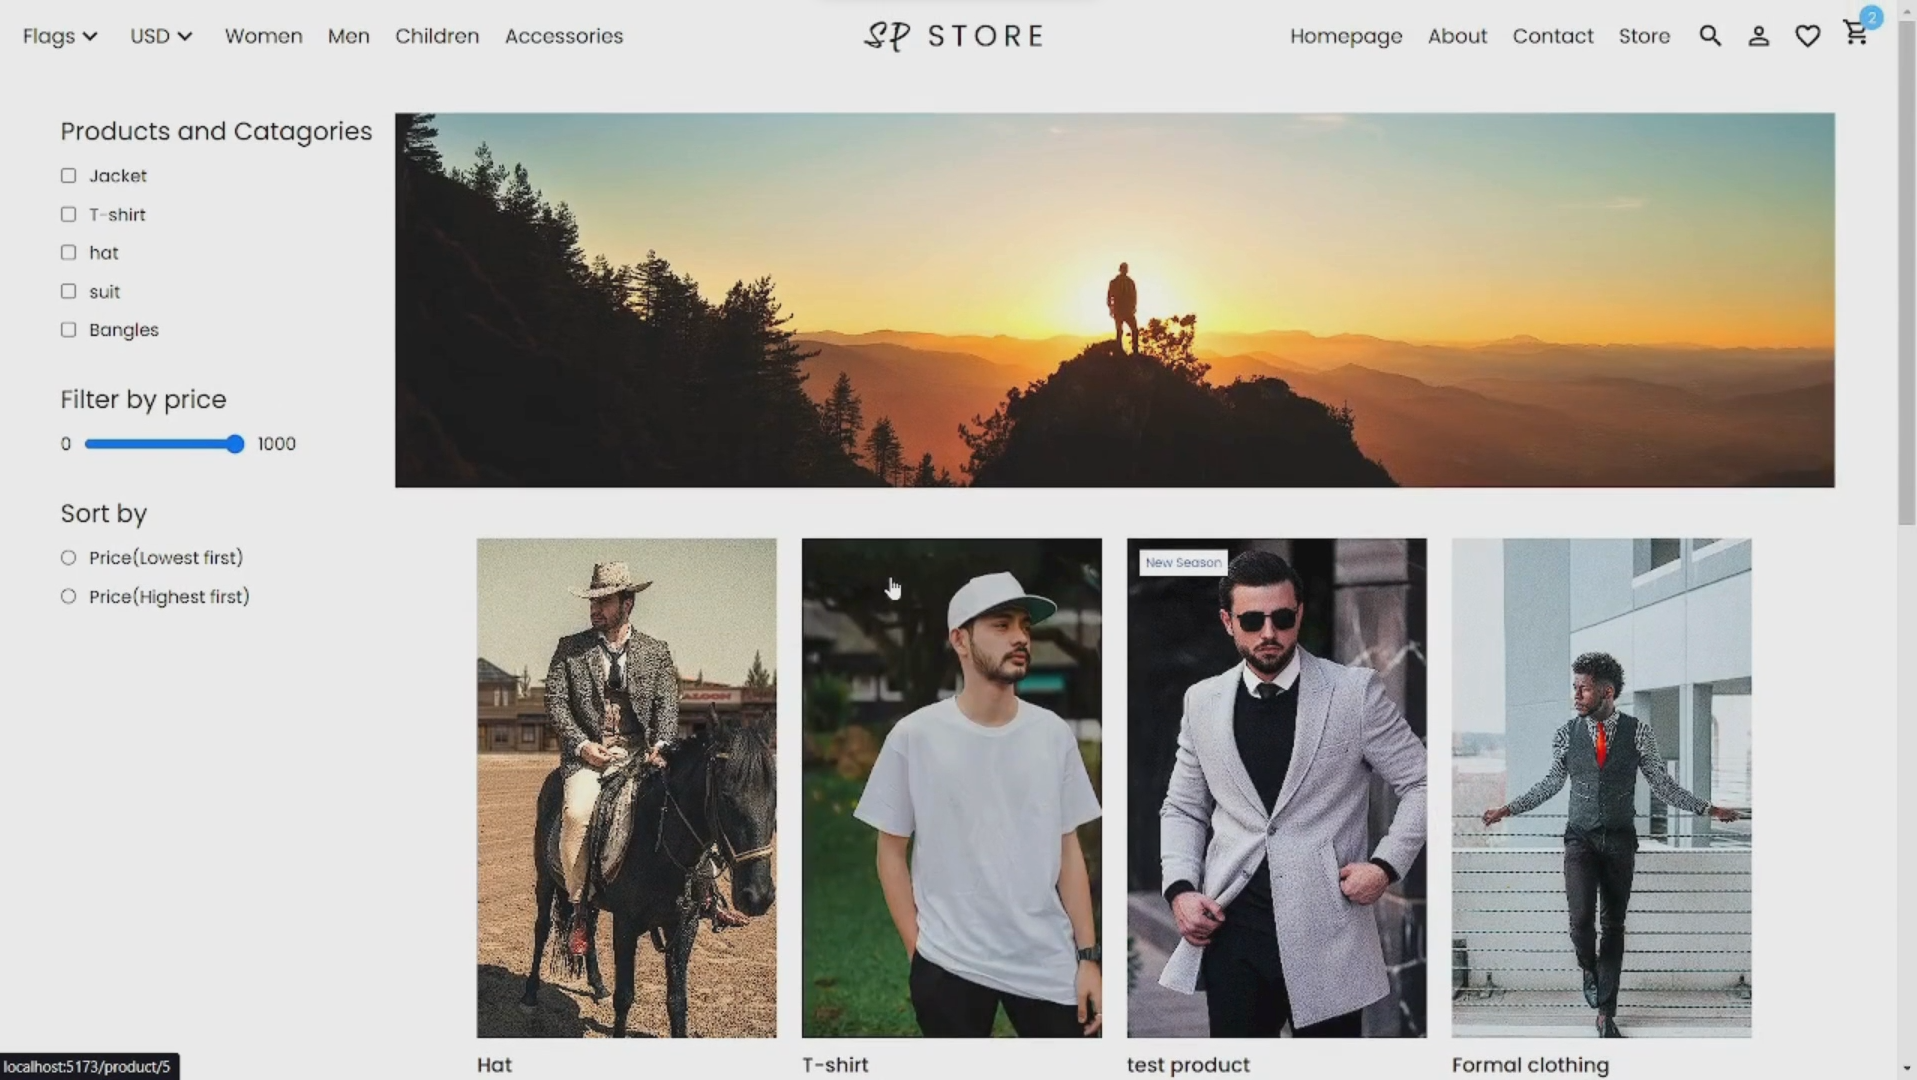 Flags USD Women Men Children Accessories
SP STORE
Homepage About Contact Store
2
Products and Catagories
Jacket
T-shirt
hat
suit
Bangles
Filter by price
0 1000
Sort by
Price(Lowest first)
Price(Highest first)
New Season
Hat
T-shirt
test product
Formal clothing
localhost:5173/product/5